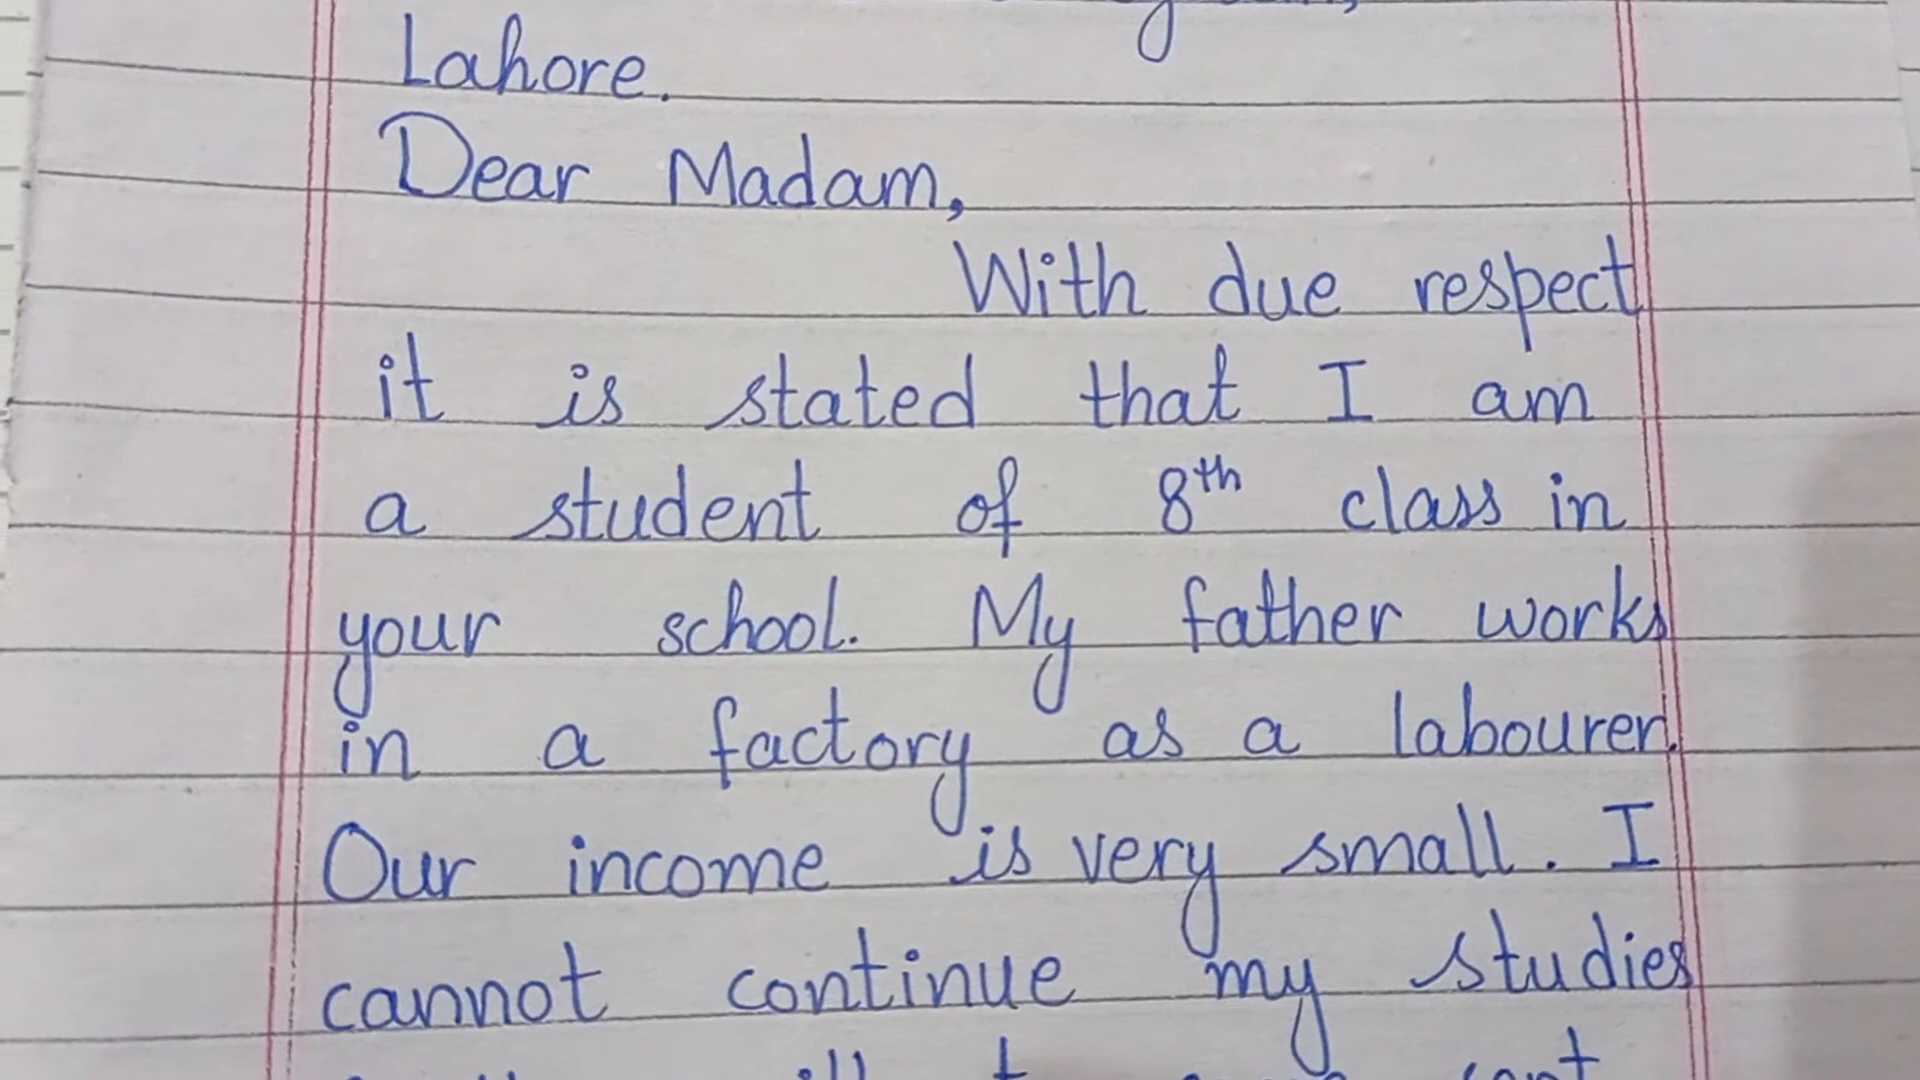 Lahore.
Dear Madam,
With due respect
it is stated that I am
a student of 8th class in
your school. My father works
in a factory as a labourer.
Our income is very small. I
cannot continue my studies